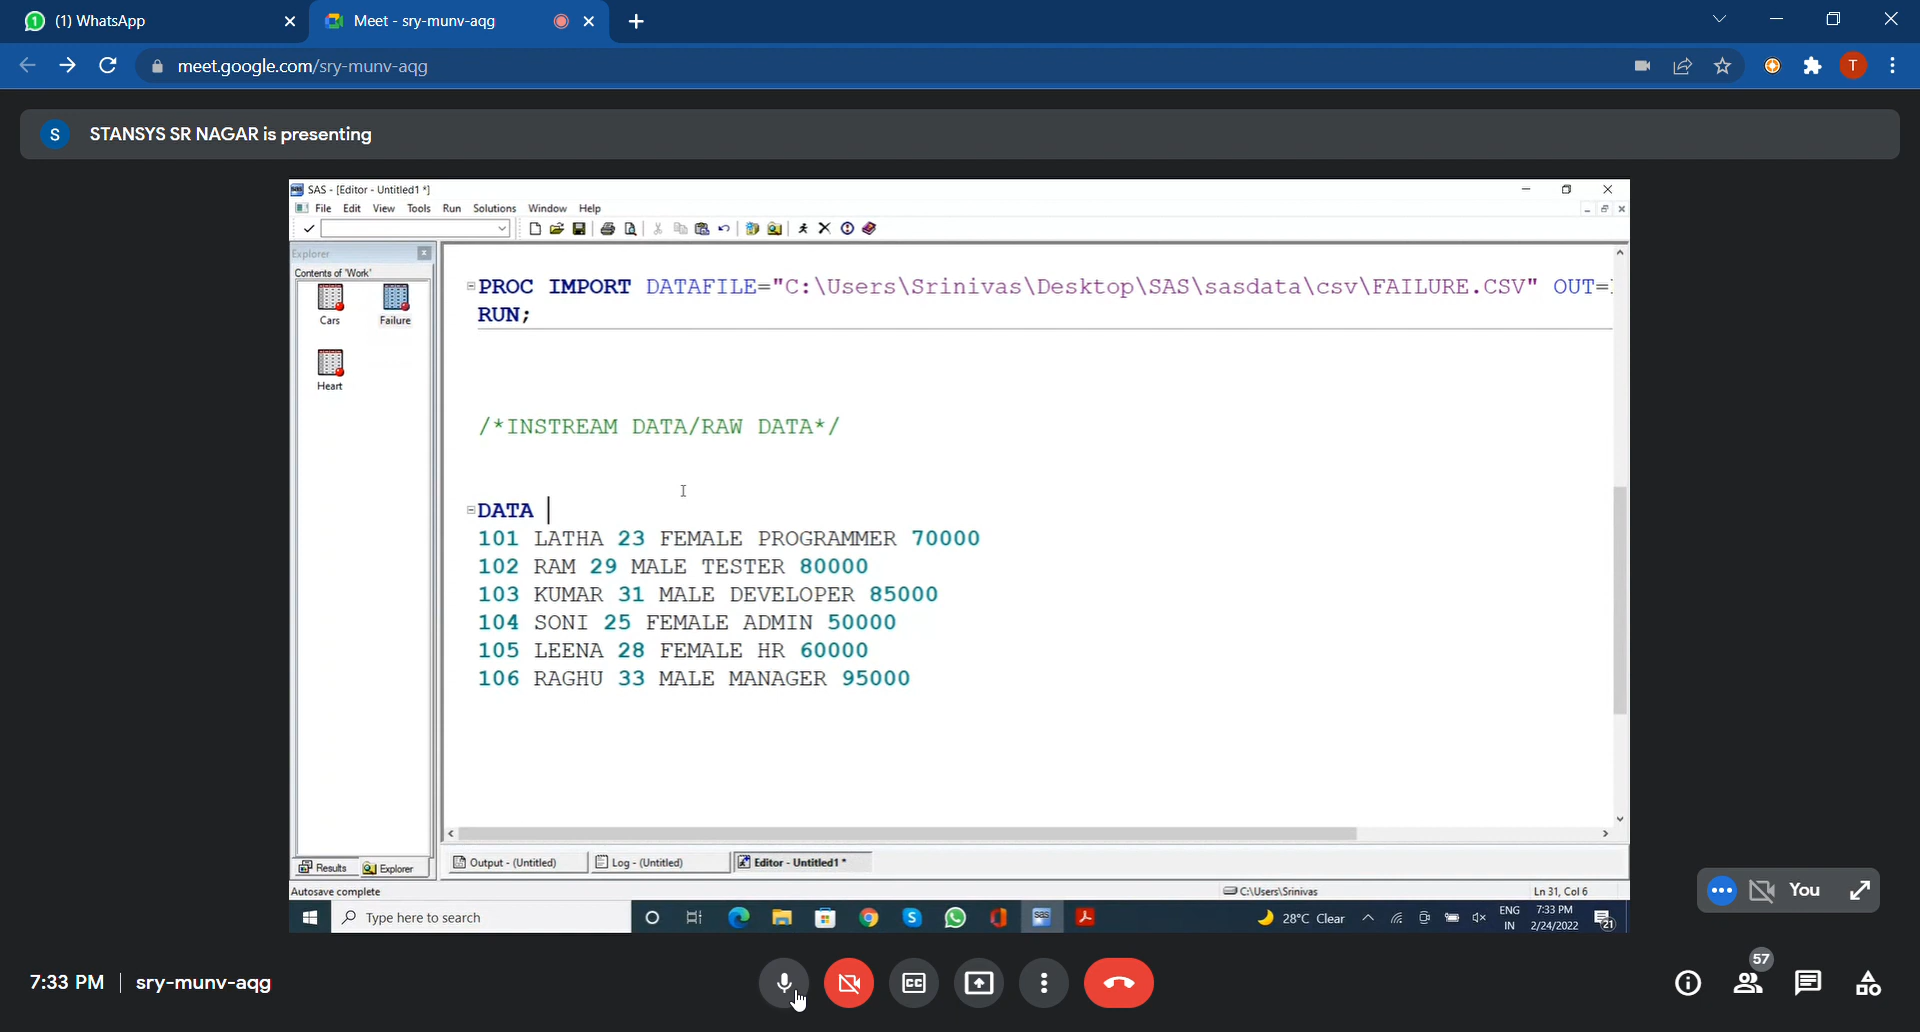 (1) WhatsApp
Meet - sry-munv-aqg
meet.google.com/sry-munv-aqg
T
S
STANSYS SR NAGAR is presenting
SAS - [Editor - Untitled1 *]
File Edit View Tools Run Solutions Window Help
Explorer
Contents of 'Work'
Cars
Failure
Heart
PROC IMPORT DATAFILE="C:\Users\Srinivas\Desktop\SAS\sasdata\csv\FAILURE.CSV" OUT=
RUN;
/*INSTREAM DATA/RAW DATA*/
DATA
101 LATHA 23 FEMALE PROGRAMMER 70000
102 RAM 29 MALE TESTER 80000
103 KUMAR 31 MALE DEVELOPER 85000
104 SONI 25 FEMALE ADMIN 50000
105 LEENA 28 FEMALE HR 60000
106 RAGHU 33 MALE MANAGER 95000
Results
Explorer
Output - (Untitled)
Log - (Untitled)
Editor - Untitled1 *
Autosave complete
C:\Users\Srinivas
Ln 31, Col 6
Type here to search
28°C Clear
ENG
IN
7:33 PM
2/24/2022
21
You
7:33 PM
sry-munv-aqg
CC
57